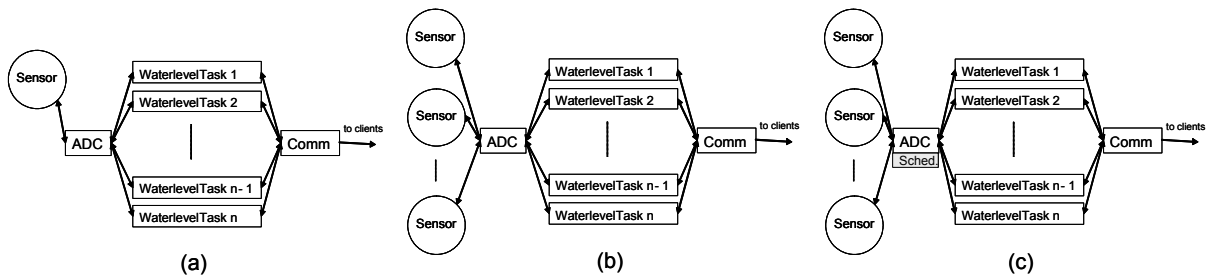 Sensor
ADC
WaterlevelTask 1
WaterlevelTask 2
WaterlevelTask n-1
WaterlevelTask n
Comm
to clients
(a)
Sensor
Sensor
Sensor
ADC
WaterlevelTask 1
WaterlevelTask 2
WaterlevelTask n-1
WaterlevelTask n
Comm
to clients
(b)
Sensor
Sensor
Sensor
ADC
Sched.
WaterlevelTask 1
WaterlevelTask 2
WaterlevelTask n-1
WaterlevelTask n
Comm
to clients
(c)